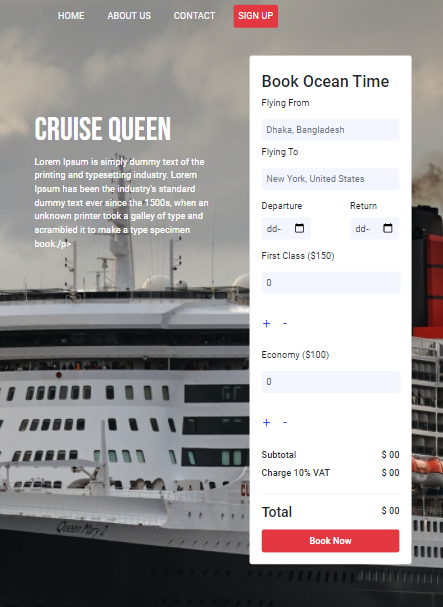 HOME ABOUT US CONTACT SIGN UP
CRUISE QUEEN
Lorem Ipsum is simply dummy text of the
printing and typesetting industry. Lorem
Ipsum has been the industry's standard
dummy text ever since the 1500s, when an
unknown printer took a galley of type and
scrambled it to make a type specimen
book./p>
Book Ocean Time
Flying From
Dhaka, Bangladesh
Flying To
New York, United States
Departure Return
dd- dd-
First Class ($150)
0
+ -
Economy ($100)
0
+ -
Subtotal $ 00
Charge 10% VAT $ 00
Total $ 00
Book Now
Queen Mary 2